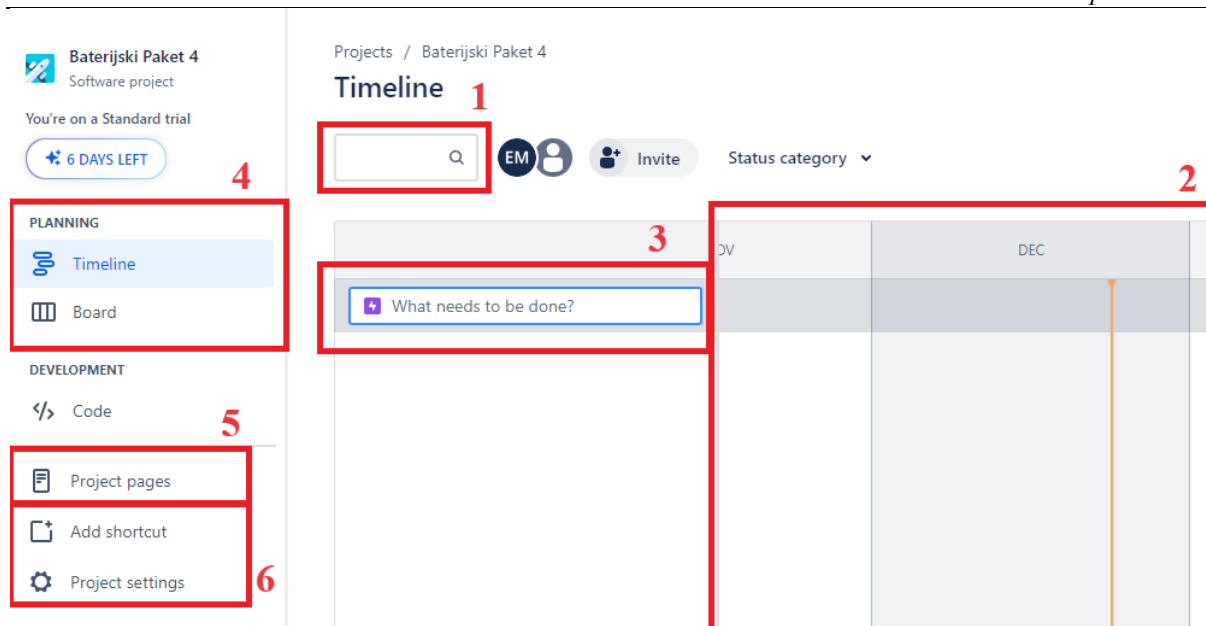 Baterijski Paket 4
Software project
You're on a Standard trial
6 DAYS LEFT
4
PLANNING
Timeline
Board
DEVELOPMENT
Code
5
Project pages
Add shortcut
Project settings
6
Projects / Baterijski Paket 4
Timeline
1
EM
Invite
Status category
2
3
DEC
What needs to be done?